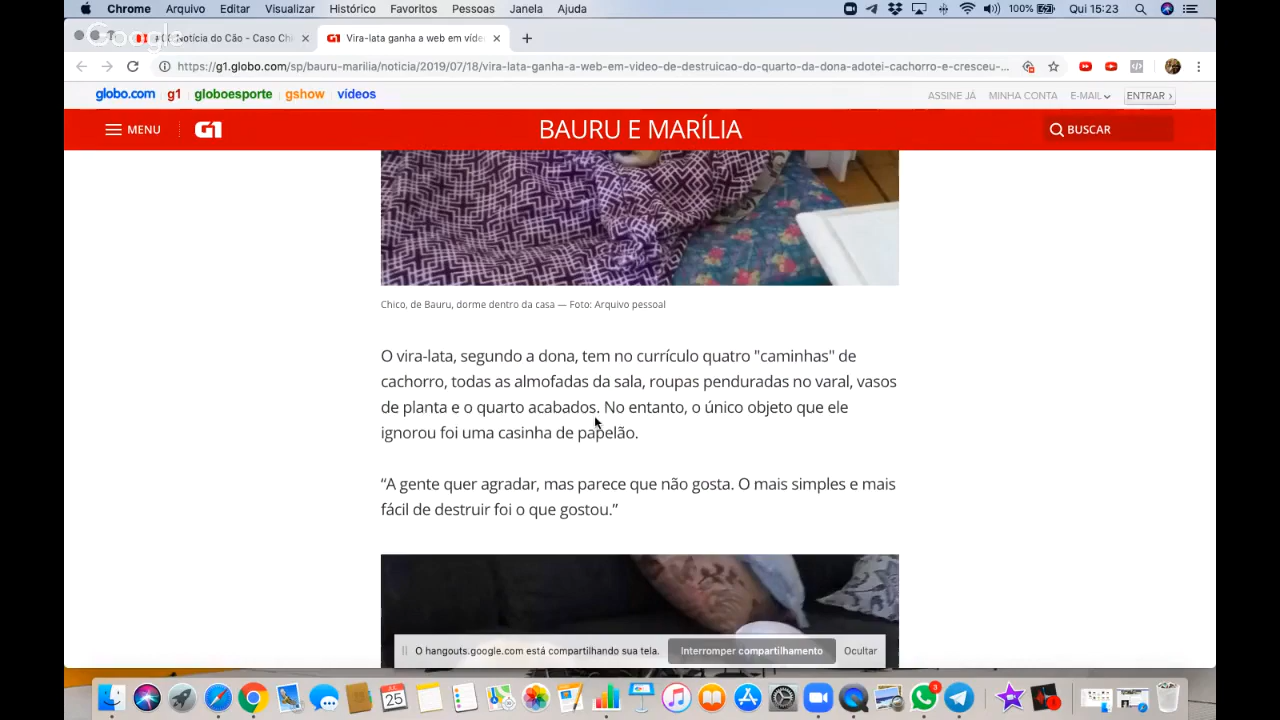 Chrome Arquivo Editar Visualizar Histórico Favoritos Pessoas Janela Ajuda 100% Qui 15:23
Google
Notícia do Cão - Caso Chi × G1 Vira-lata ganha a web em víde ×
https://g1.globo.com/sp/bauru-marilia/noticia/2019/07/18/vira-lata-ganha-a-web-em-video-de-destruicao-do-quarto-da-dona-adotei-cachorro-e-cresceu-...
globo.com g1 globoesporte gshow vídeos ASSINE JÁ MINHA CONTA E-MAIL ENTRAR ›
MENU G1 BAURU E MARÍLIA BUSCAR
Chico, de Bauru, dorme dentro da casa — Foto: Arquivo pessoal
O vira-lata, segundo a dona, tem no currículo quatro "caminhas" de
cachorro, todas as almofadas da sala, roupas penduradas no varal, vasos
de planta e o quarto acabados. No entanto, o único objeto que ele
ignorou foi uma casinha de papelão.
“A gente quer agradar, mas parece que não gosta. O mais simples e mais
fácil de destruir foi o que gostou.”
O hangouts.google.com está compartilhando sua tela. Interromper compartilhamento Ocultar
25 3